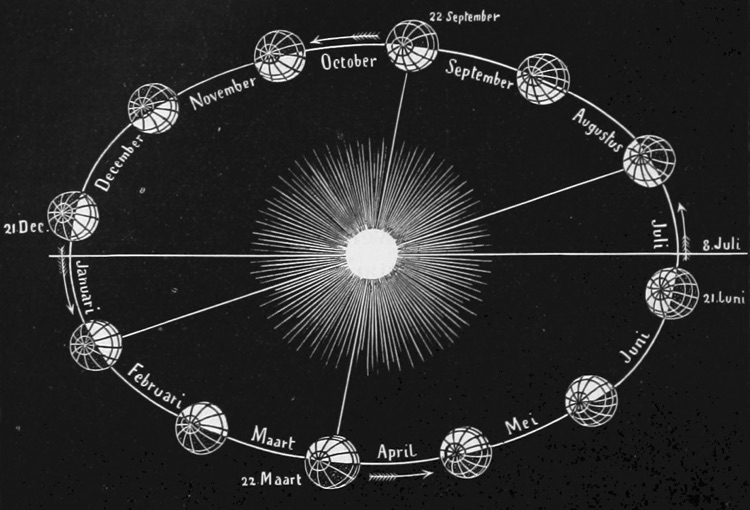 22 September
October
September
November
Augustus
December
21 Dec.
Juli
8. Juli
Januari
21. Iuni
Juni
Februari
Mei
Maart
April
22 Maart